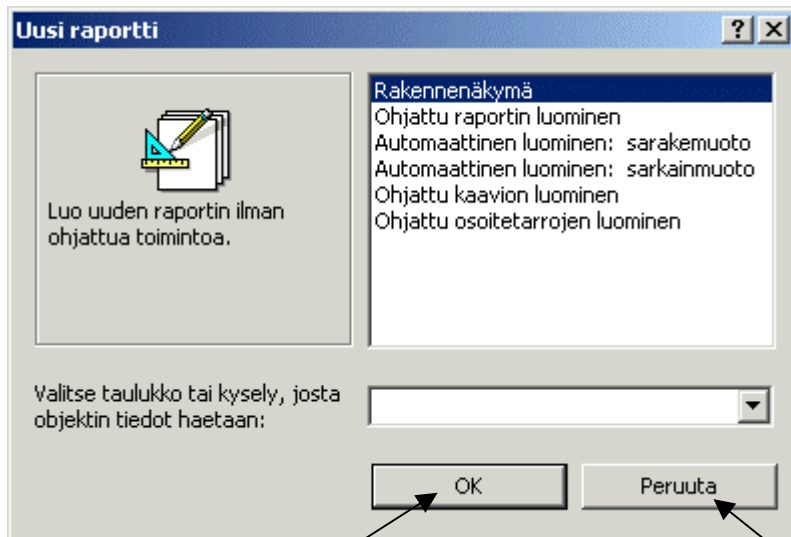 Uusi raportti
Luo uuden raportin ilman
ohjattua toimintoa.
Rakennenäkymä
Ohjattu raportin luominen
Automaattinen luominen: sarakemuoto
Automaattinen luominen: sarkainmuoto
Ohjattu kaavion luominen
Ohjattu osoitetarrojen luominen
Valitse taulukko tai kysely, josta
objektin tiedot haetaan:
OK
Peruuta